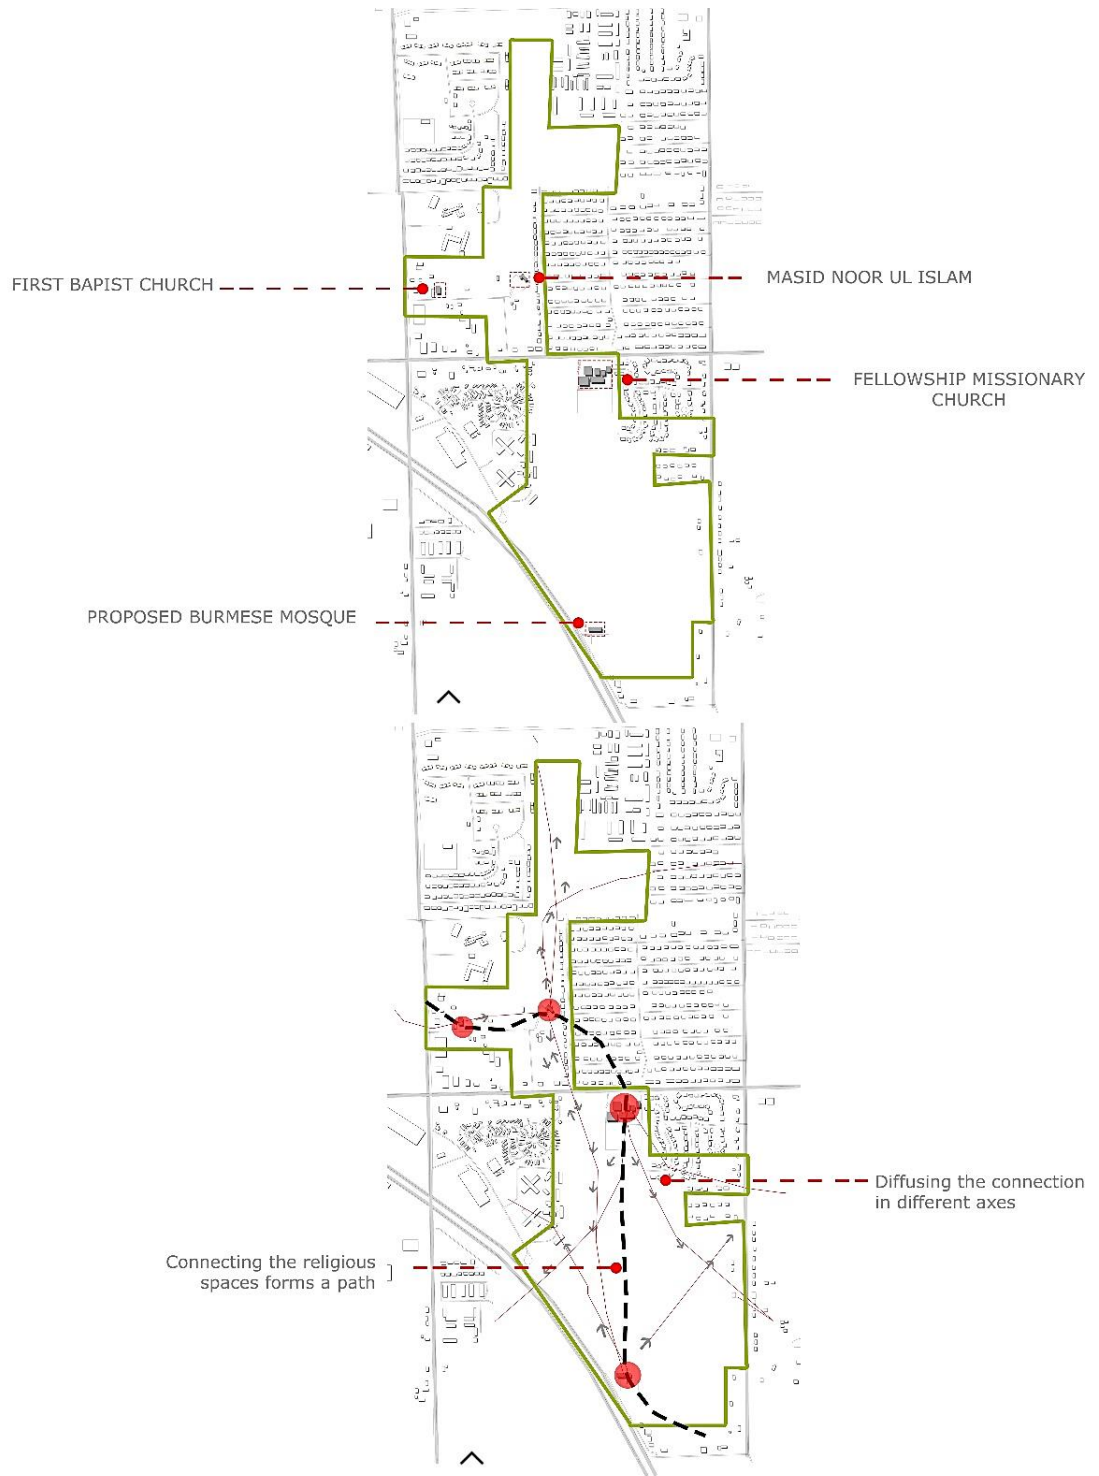 FIRST BAPIST CHURCH
MASID NOOR UL ISLAM
FELLOWSHIP MISSIONARY
CHURCH
PROPOSED BURMESE MOSQUE
Diffusing the connection
in different axes
Connecting the religious
spaces forms a path